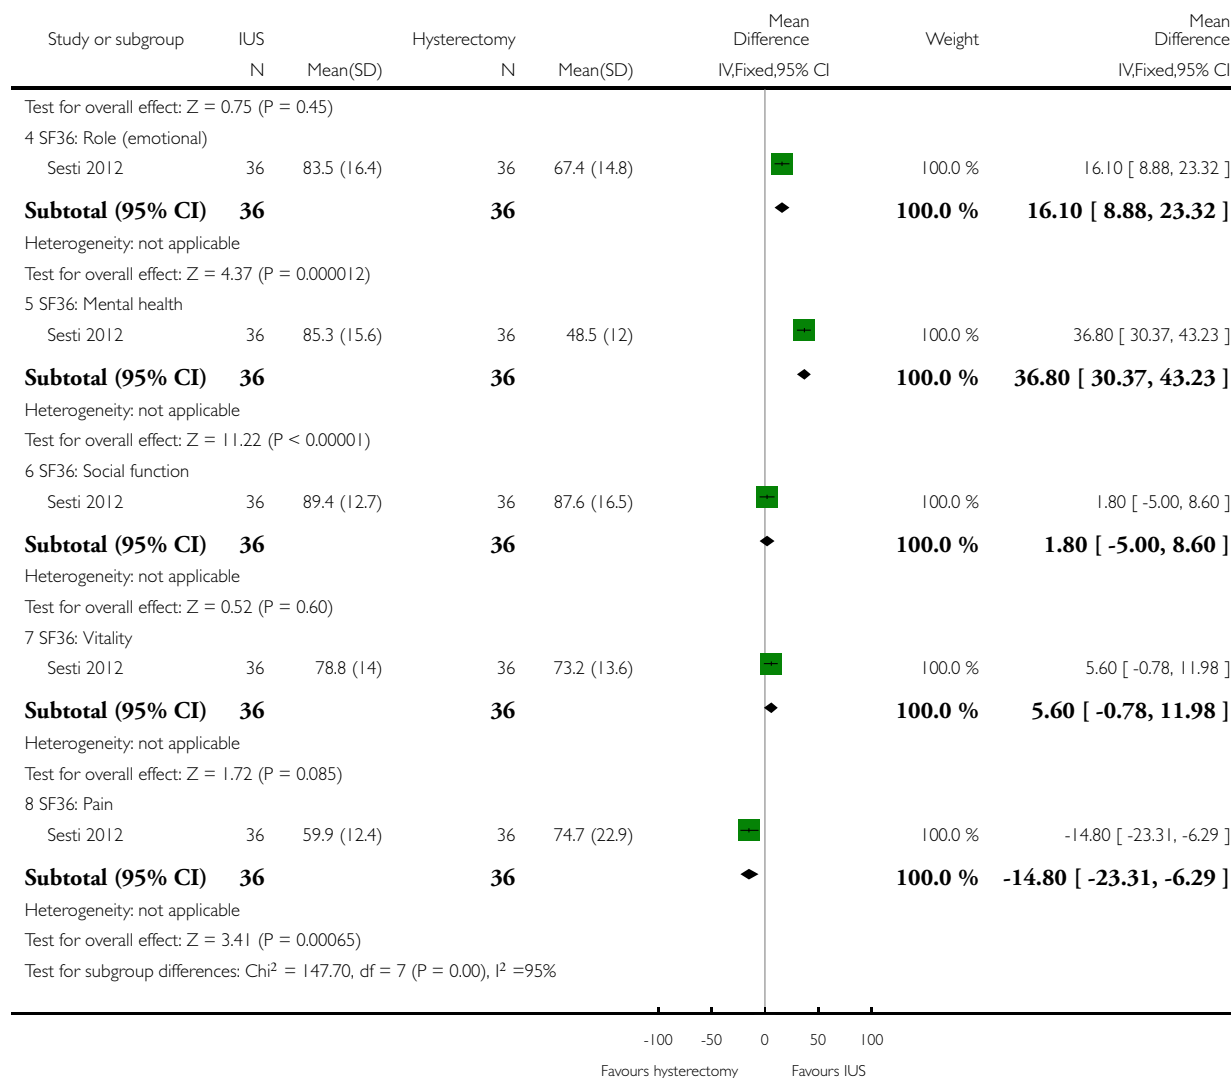 Study or subgroup IUS Hysterectomy Mean Difference Weight Mean Difference
N Mean(SD) N Mean(SD) IV,Fixed,95% CI IV,Fixed,95% CI
Test for overall effect: Z = 0.75 (P = 0.45)
4 SF36: Role (emotional)
Sesti 2012 36 83.5 (16.4) 36 67.4 (14.8) 100.0 % 16.10 [ 8.88, 23.32 ]
Subtotal (95% CI) 36 36 100.0 % 16.10 [ 8.88, 23.32 ]
Heterogeneity: not applicable
Test for overall effect: Z = 4.37 (P = 0.000012)
5 SF36: Mental health
Sesti 2012 36 85.3 (15.6) 36 48.5 (12) 100.0 % 36.80 [ 30.37, 43.23 ]
Subtotal (95% CI) 36 36 100.0 % 36.80 [ 30.37, 43.23 ]
Heterogeneity: not applicable
Test for overall effect: Z = 11.22 (P < 0.00001)
6 SF36: Social function
Sesti 2012 36 89.4 (12.7) 36 87.6 (16.5) 100.0 % 1.80 [ -5.00, 8.60 ]
Subtotal (95% CI) 36 36 100.0 % 1.80 [ -5.00, 8.60 ]
Heterogeneity: not applicable
Test for overall effect: Z = 0.52 (P = 0.60)
7 SF36: Vitality
Sesti 2012 36 78.8 (14) 36 73.2 (13.6) 100.0 % 5.60 [ -0.78, 11.98 ]
Subtotal (95% CI) 36 36 100.0 % 5.60 [ -0.78, 11.98 ]
Heterogeneity: not applicable
Test for overall effect: Z = 1.72 (P = 0.085)
8 SF36: Pain
Sesti 2012 36 59.9 (12.4) 36 74.7 (22.9) 100.0 % -14.80 [ -23.31, -6.29 ]
Subtotal (95% CI) 36 36 100.0 % -14.80 [ -23.31, -6.29 ]
Heterogeneity: not applicable
Test for overall effect: Z = 3.41 (P = 0.00065)
Test for subgroup differences: Chi² = 147.70, df = 7 (P = 0.00), I² =95%
-100 -50 0 50 100
Favours hysterectomy Favours IUS